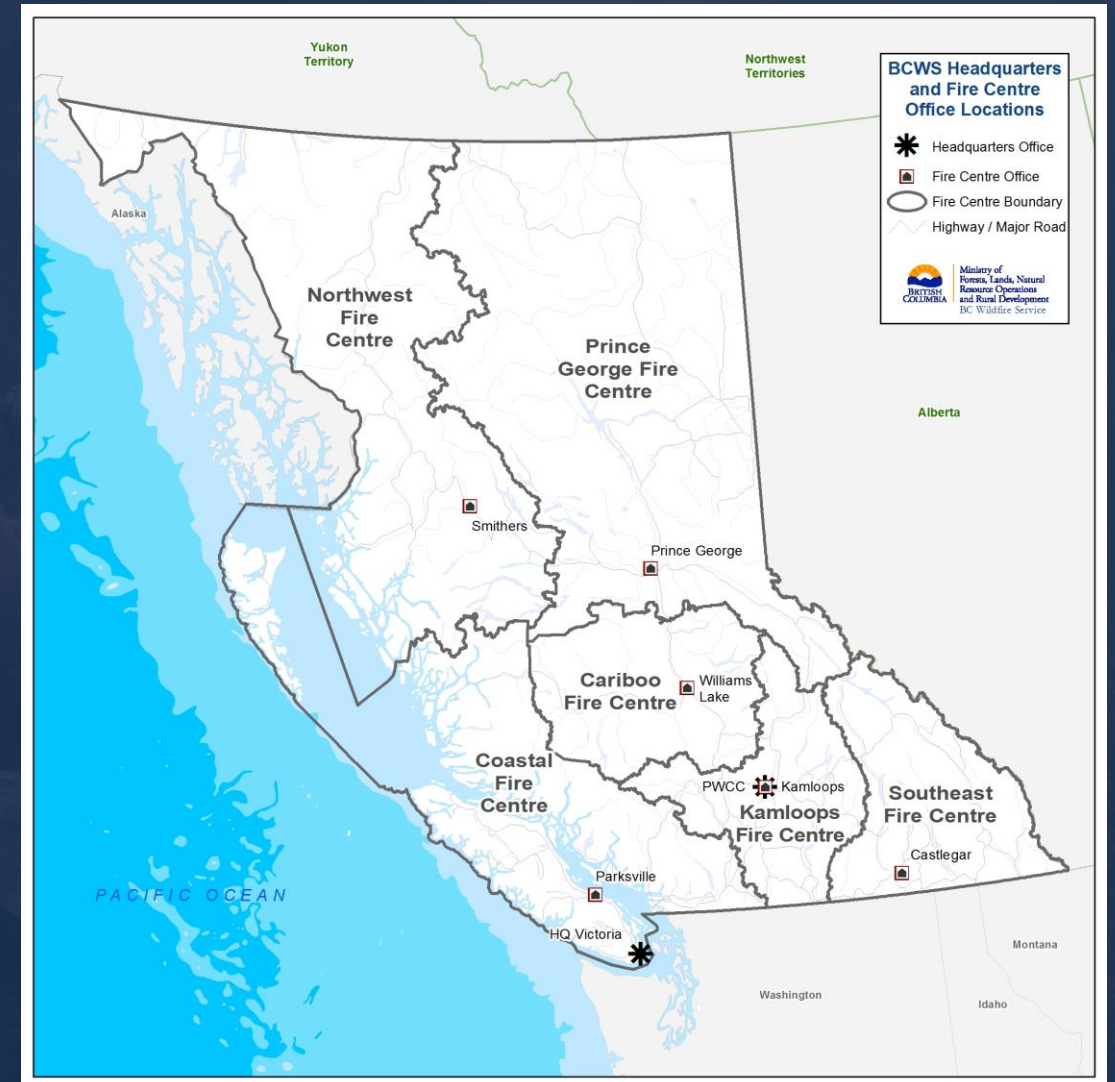 Yukon
Territory
Northwest
Territories
BCWS Headquarters
and Fire Centre
Office Locations
Headquarters Office
Fire Centre Office
Fire Centre Boundary
Highway / Major Road
BRITISH
COLUMBIA
Ministry of
Forests, Lands, Natural
Resource Operations
and Rural Development
BC Wildfire Service
Alaska
Northwest
Fire
Centre
Prince
George Fire
Centre
Alberta
Smithers
Prince George
Cariboo
Fire Centre
Williams
Lake
Coastal
Fire
Centre
PWCC
Kamloops
Kamloops
Fire Centre
Southeast
Fire Centre
Castlegar
Parksville
PACIFIC OCEAN
HQ Victoria
Montana
Washington
Idaho